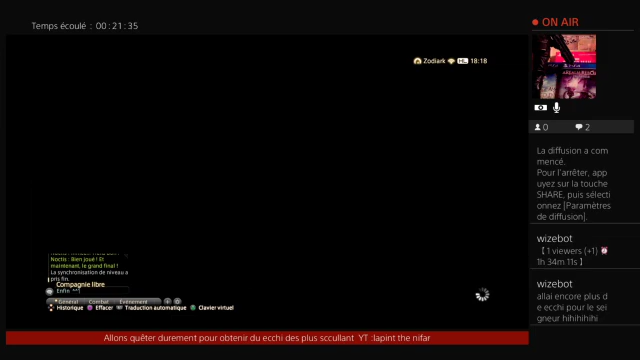 Temps écoulé : 00:21:35
ON AIR
Zodiark
18:18
0
2
La diffusion a com
mencé.
Pour l'arrêter, app
uyez sur la touche
SHARE, puis sélecti
onnez [Paramètres
de diffusion].
wizebot
【 1 viewers (+1)
1h 34m 11s 】
wizebot
allai encore plus d
e ecchi pour le sei
gneur hihihihihi
Noctis : Bien joué ! Et
maintenant, le grand final !
La synchronisation de niveau a
pris fin.
Compagnie libre
Enfin ^^)
Général Combat Évènement
Historique Effacer Traduction automatique Clavier virtuel
Allons quêter durement pour obtenir du ecchi des plus sccullant YT :lapint the nifar